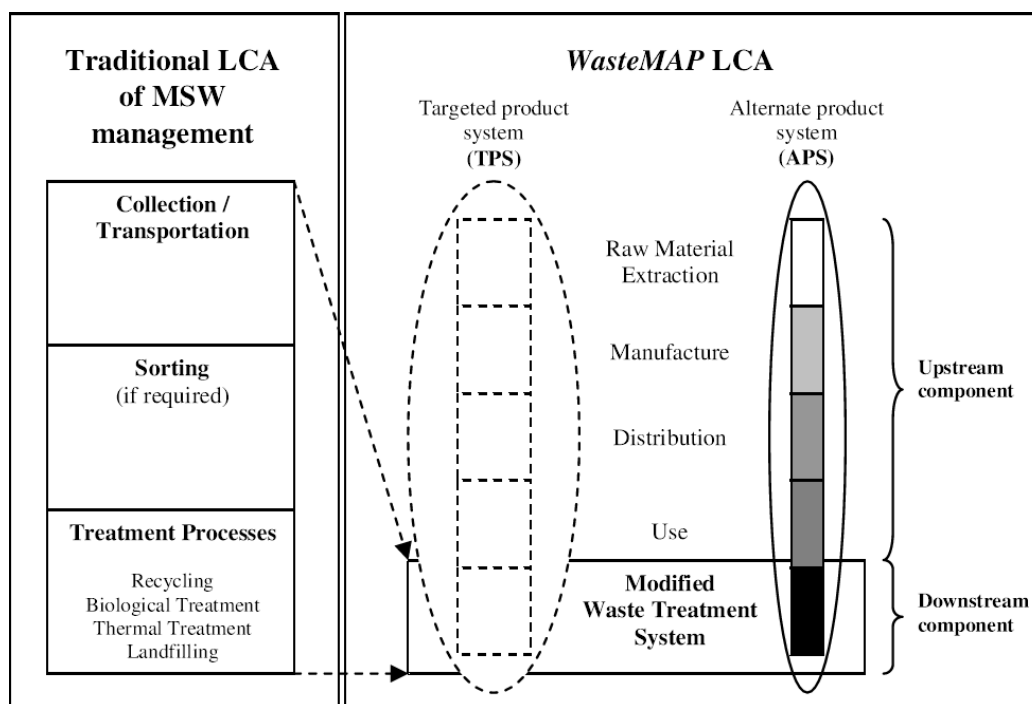 Traditional LCA
of MSW
management
Collection /
Transportation
Sorting
(if required)
Treatment Processes
Recycling
Biological Treatment
Thermal Treatment
Landfilling
WasteMAP LCA
Targeted product
system
(TPS)
Alternate product
system
(APS)
Raw Material
Extraction
Manufacture
Distribution
Use
Modified
Waste Treatment
System
Upstream
component
Downstream
component